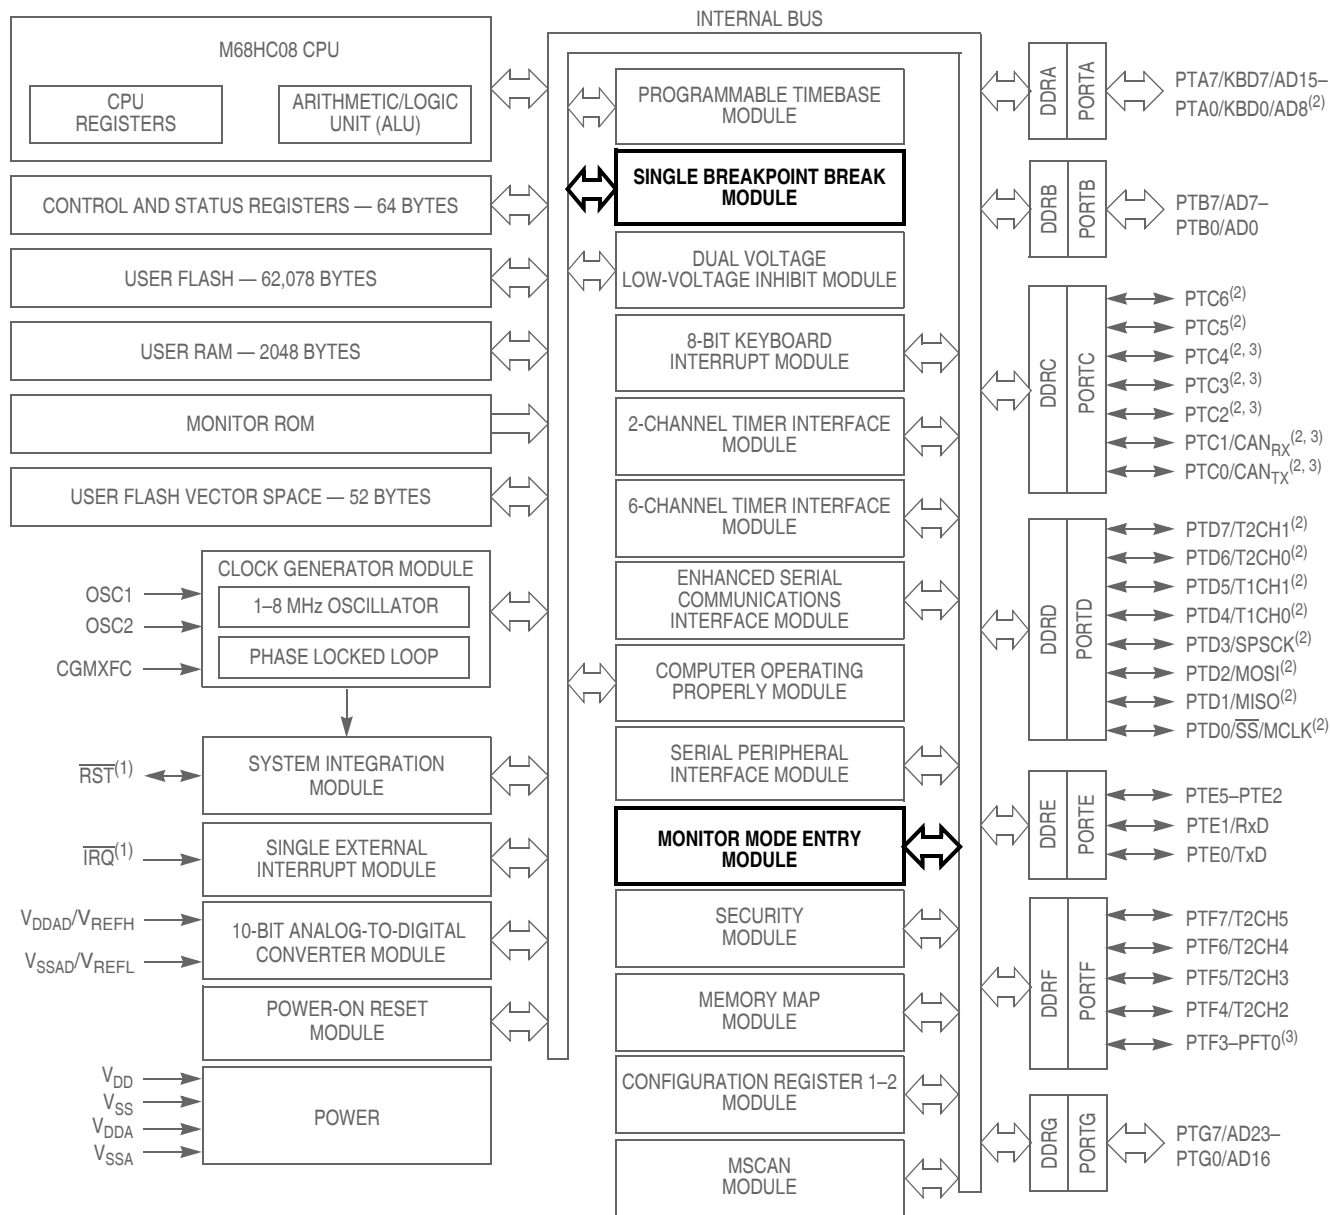 INTERNAL BUS
M68HC08 CPU
CPU
REGISTERS
ARITHMETIC/LOGIC
UNIT (ALU)
CONTROL AND STATUS REGISTERS — 64 BYTES
USER FLASH — 62,078 BYTES
USER RAM — 2048 BYTES
MONITOR ROM
USER FLASH VECTOR SPACE — 52 BYTES
CLOCK GENERATOR MODULE
1–8 MHz OSCILLATOR
PHASE LOCKED LOOP
OSC1
OSC2
CGMXFC
SYSTEM INTEGRATION
MODULE
RST(1)
SINGLE EXTERNAL
INTERRUPT MODULE
IRQ(1)
10-BIT ANALOG-TO-DIGITAL
CONVERTER MODULE
VDDAD/VREFH
VSSAD/VREFL
POWER-ON RESET
MODULE
POWER
VDD
VSS
VDDA
VSSA
PROGRAMMABLE TIMEBASE
MODULE
SINGLE BREAKPOINT BREAK
MODULE
DUAL VOLTAGE
LOW-VOLTAGE INHIBIT MODULE
8-BIT KEYBOARD
INTERRUPT MODULE
2-CHANNEL TIMER INTERFACE
MODULE
6-CHANNEL TIMER INTERFACE
MODULE
ENHANCED SERIAL
COMMUNICATIONS
INTERFACE MODULE
COMPUTER OPERATING
PROPERLY MODULE
SERIAL PERIPHERAL
INTERFACE MODULE
MONITOR MODE ENTRY
MODULE
SECURITY
MODULE
MEMORY MAP
MODULE
CONFIGURATION REGISTER 1–2
MODULE
MSCAN
MODULE
DDRA
PORTA
PTA7/KBD7/AD15–
PTA0/KBD0/AD8(2)
DDRB
PORTB
PTB7/AD7–
PTB0/AD0
DDRC
PORTC
PTC6(2)
PTC5(2)
PTC4(2, 3)
PTC3(2, 3)
PTC2(2, 3)
PTC1/CANRX(2, 3)
PTC0/CANTX(2, 3)
DDRD
PORTD
PTD7/T2CH1(2)
PTD6/T2CH0(2)
PTD5/T1CH1(2)
PTD4/T1CH0(2)
PTD3/SPSCK(2)
PTD2/MOSI(2)
PTD1/MISO(2)
PTD0/SS/MCLK(2)
DDRE
PORTE
PTE5–PTE2
PTE1/RxD
PTE0/TxD
DDRF
PORTF
PTF7/T2CH5
PTF6/T2CH4
PTF5/T2CH3
PTF4/T2CH2
PTF3–PFT0(3)
DDRG
PORTG
PTG7/AD23–
PTG0/AD16